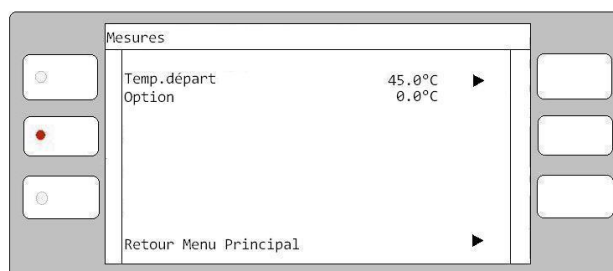 Mesures
Temp.départ 45.0°C ▶
Option 0.0°C
Retour Menu Principal ▶